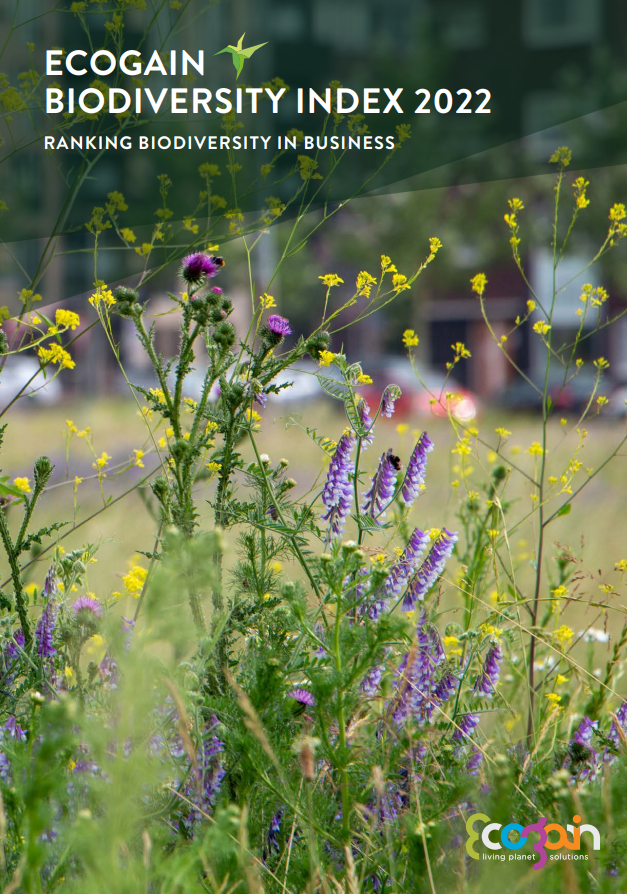 ECOGAIN
BIODIVERSITY INDEX 2022
RANKING BIODIVERSITY IN BUSINESS
ecogain
living planet solutions